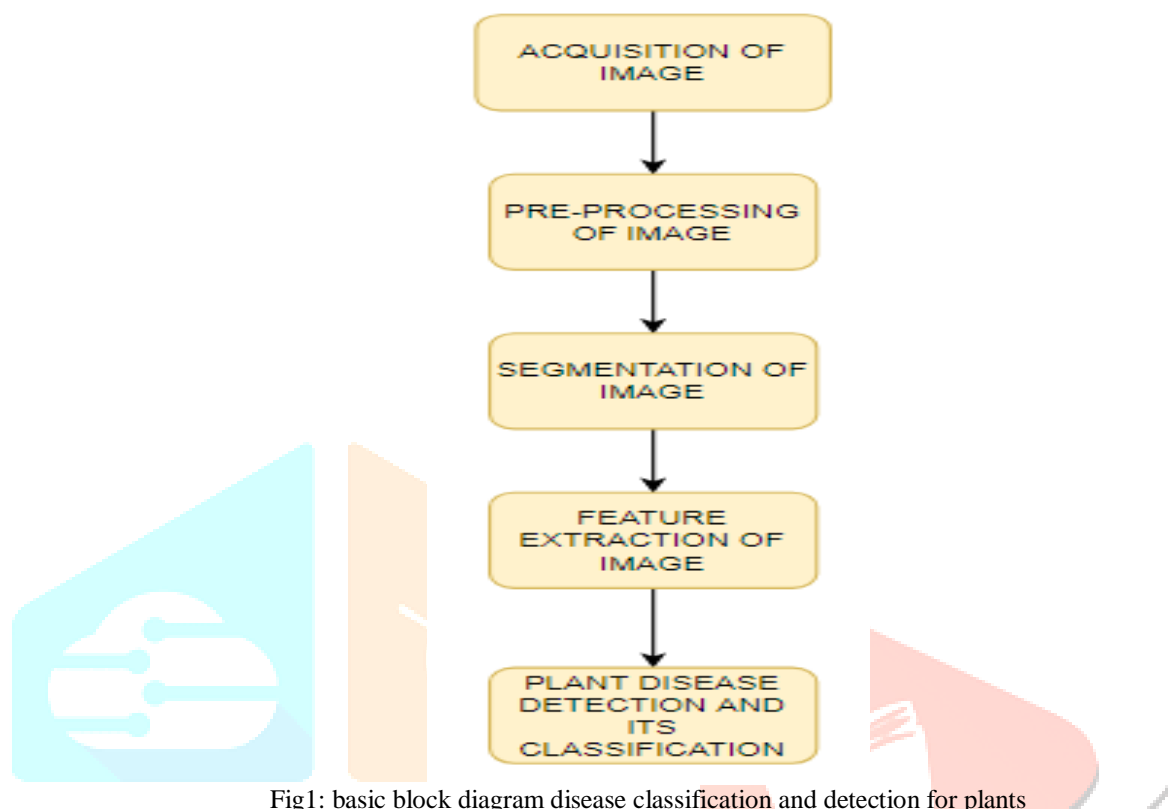 ACQUISITION OF
IMAGE
PRE-PROCESSING
OF IMAGE
SEGMENTATION OF
IMAGE
FEATURE
EXTRACTION OF
IMAGE
PLANT DISEASE
DETECTION AND
ITS
CLASSIFICATION
Fig1: basic block diagram disease classification and detection for plants